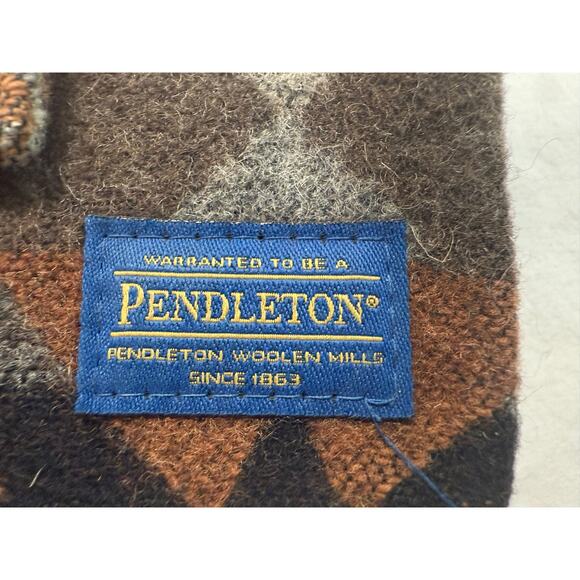 WARRANTED TO BE A
PENDLETON®
PENDLETON WOOLEN MILLS
SINCE 1863